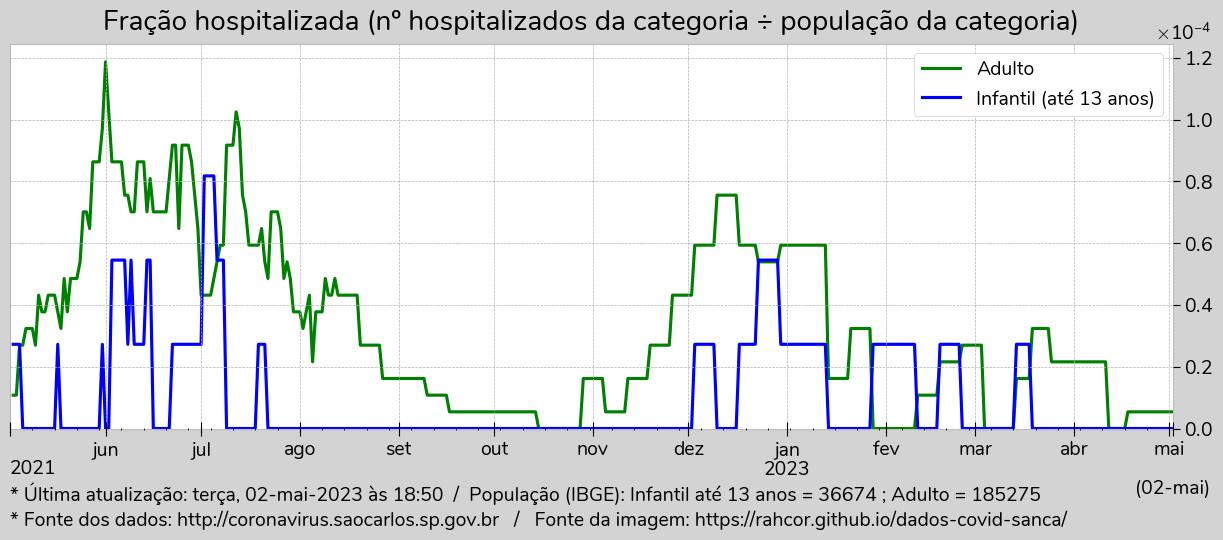 Fração hospitalizada (nº hospitalizados da categoria ÷ população da categoria)
×10⁻⁴
Adulto
Infantil (até 13 anos)
1.2
1.0
0.8
0.6
0.4
0.2
0.0
jun jul ago set out nov dez jan fev mar abr mai
2021 2023
(02-mai)
* Última atualização: terça, 02-mai-2023 às 18:50 / População (IBGE): Infantil até 13 anos = 36674 ; Adulto = 185275
* Fonte dos dados: http://coronavirus.saocarlos.sp.gov.br / Fonte da imagem: https://rahcor.github.io/dados-covid-sanca/